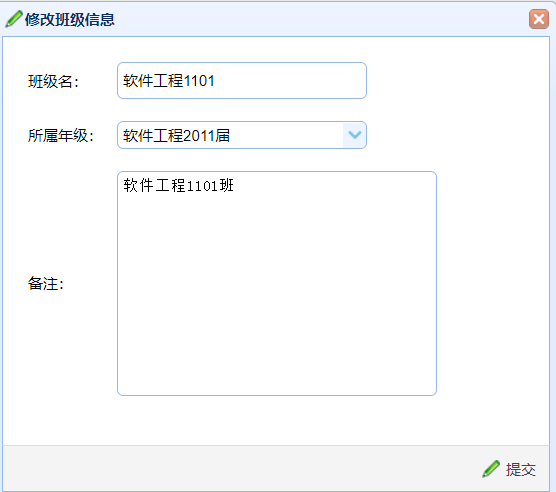 修改班级信息
班级名： 软件工程1101
所属年级： 软件工程2011届
软件工程1101班
备注：
提交